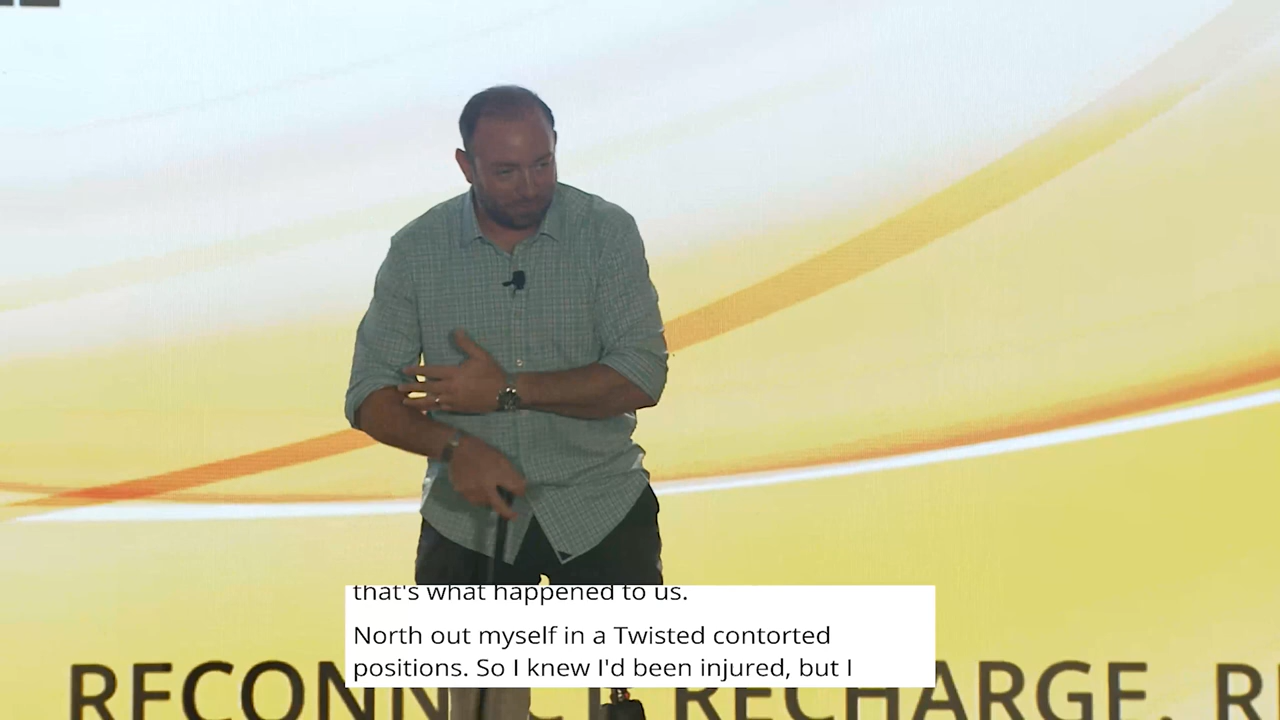 that's what happened to us.
North out myself in a Twisted contorted
positions. So I knew I'd been injured, but I
RECONN CT RECHARGE. R